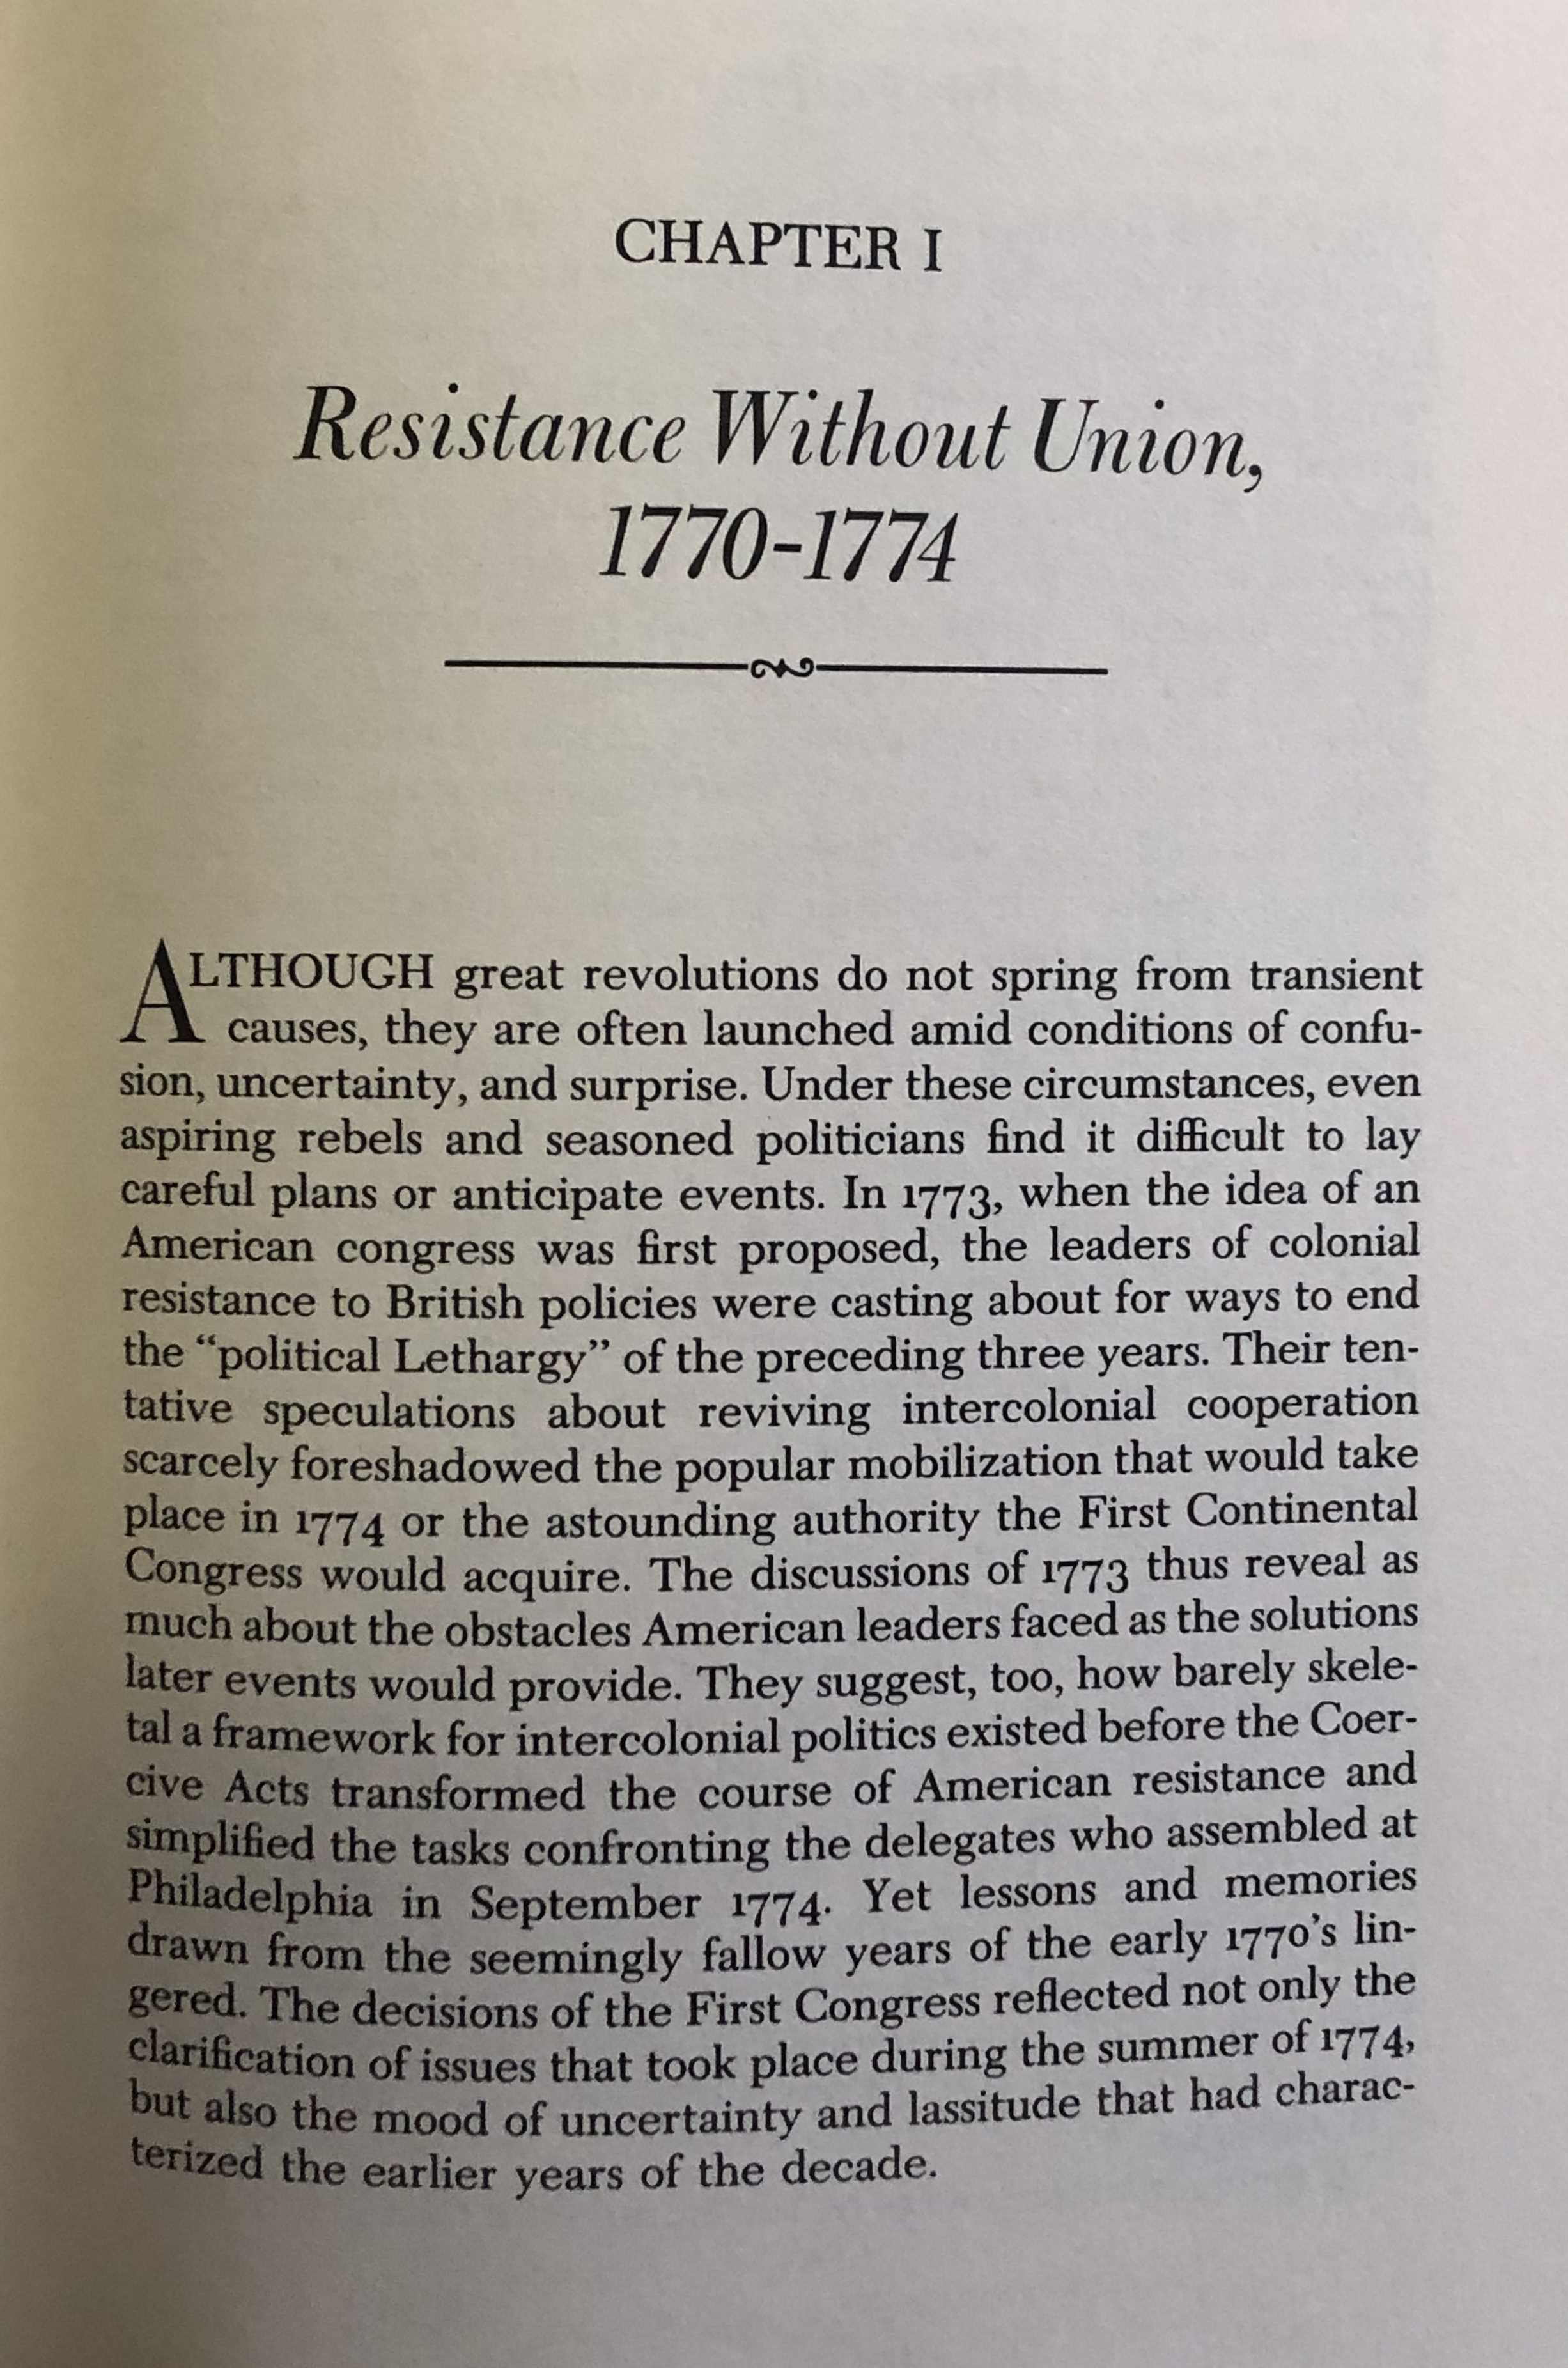 CHAPTER I
Resistance Without Union,
1770-1774
ALTHOUGH great revolutions do not spring from transient
causes, they are often launched amid conditions of confu-
sion, uncertainty, and surprise. Under these circumstances, even
aspiring rebels and seasoned politicians find it difficult to lay
careful plans or anticipate events. In 1773, when the idea of an
American congress was first proposed, the leaders of colonial
resistance to British policies were casting about for ways to end
the “political Lethargy” of the preceding three years. Their ten-
tative speculations about reviving intercolonial cooperation
scarcely foreshadowed the popular mobilization that would take
place in 1774 or the astounding authority the First Continental
Congress would acquire. The discussions of 1773 thus reveal as
much about the obstacles American leaders faced as the solutions
later events would provide. They suggest, too, how barely skele-
tal a framework for intercolonial politics existed before the Coer-
cive Acts transformed the course of American resistance and
simplified the tasks confronting the delegates who assembled at
Philadelphia in September 1774. Yet lessons and memories
drawn from the seemingly fallow years of the early 1770's lin-
gered. The decisions of the First Congress reflected not only the
clarification of issues that took place during the summer of 1774,
but also the mood of uncertainty and lassitude that had charac-
terized the earlier years of the decade.